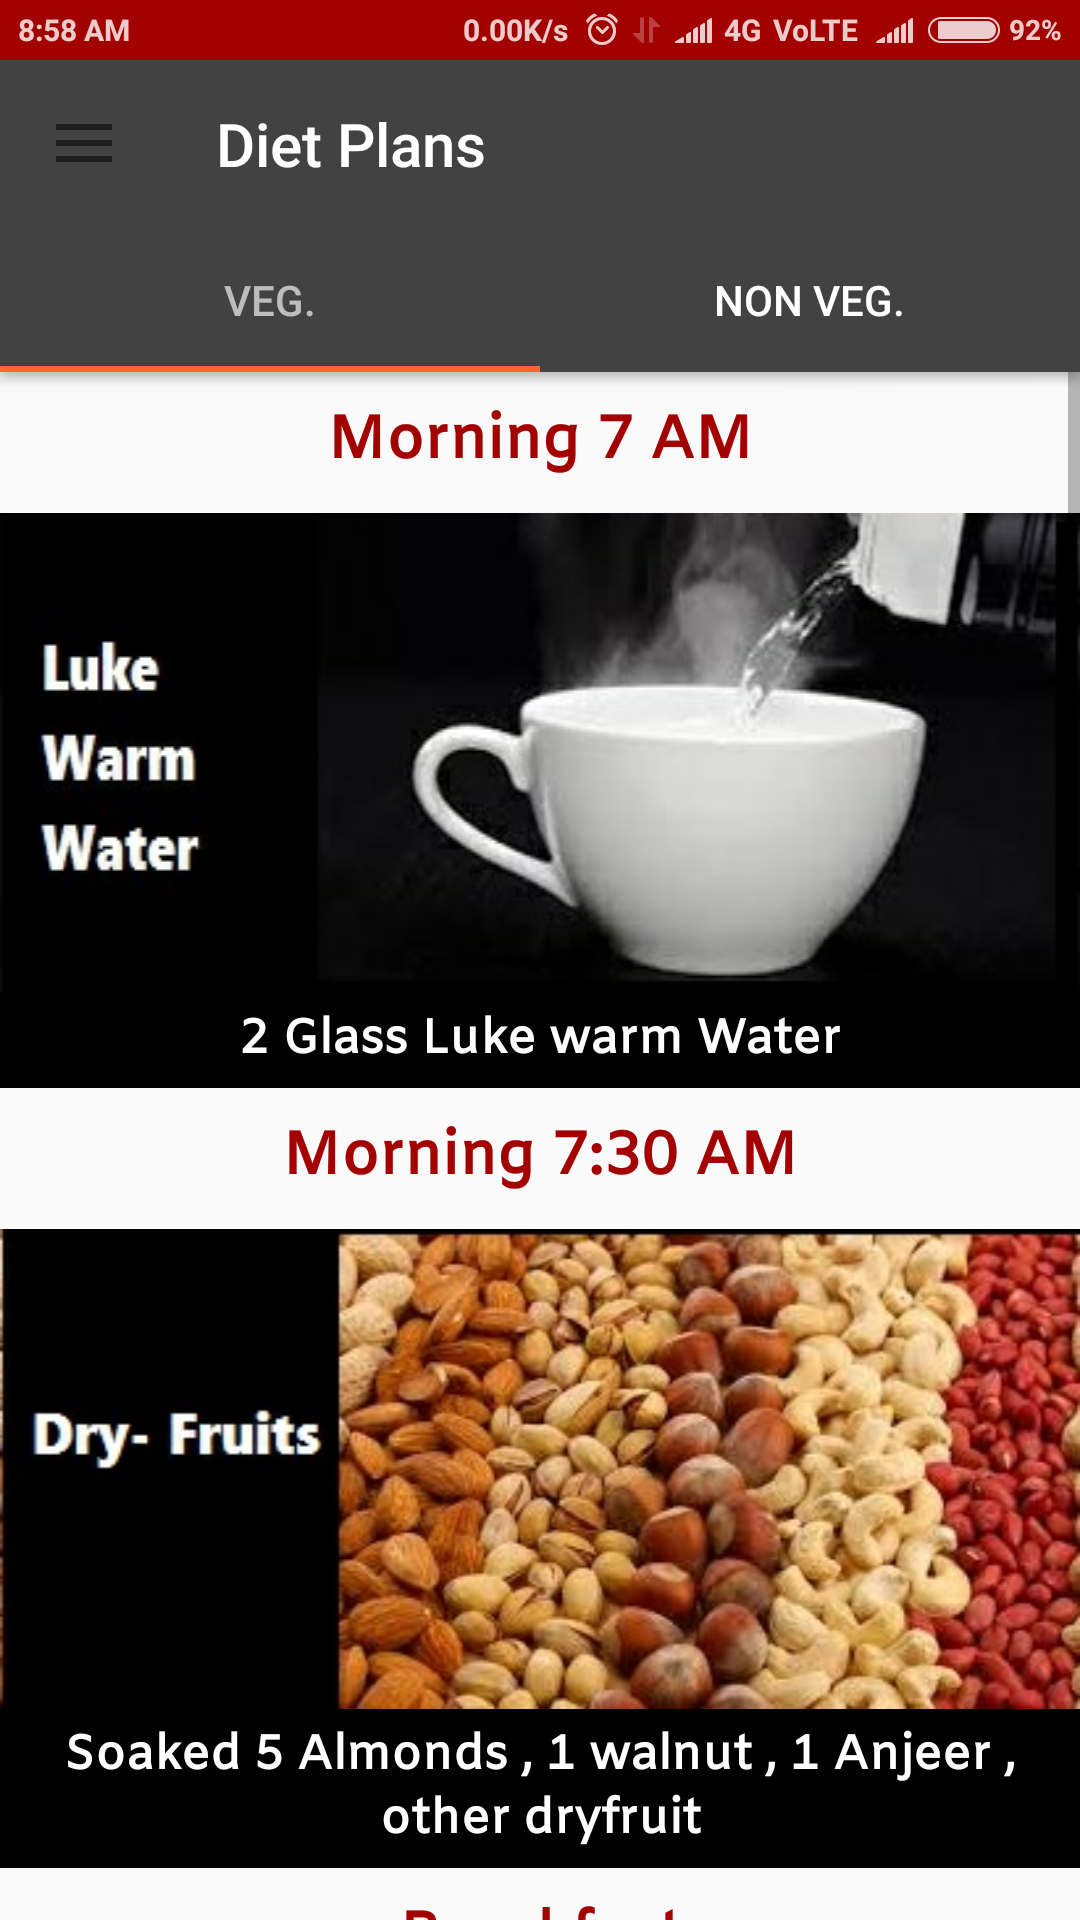 8:58 AM 0.00K/s 4G VoLTE 92%
Diet Plans
VEG. NON VEG.
Morning 7 AM
Luke
Warm
Water
2 Glass Luke warm Water
Morning 7:30 AM
Dry- Fruits
Soaked 5 Almonds , 1 walnut , 1 Anjeer ,
other dryfruit